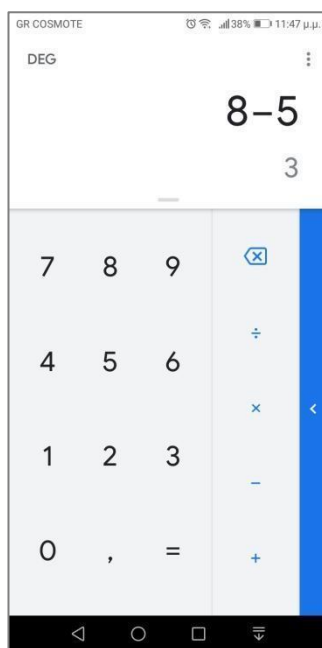 GR COSMOTE 38% 11:47 μ.μ.
DEG
8−5
3
7 8 9
÷
4 5 6
×
1 2 3
−
0 , =
+